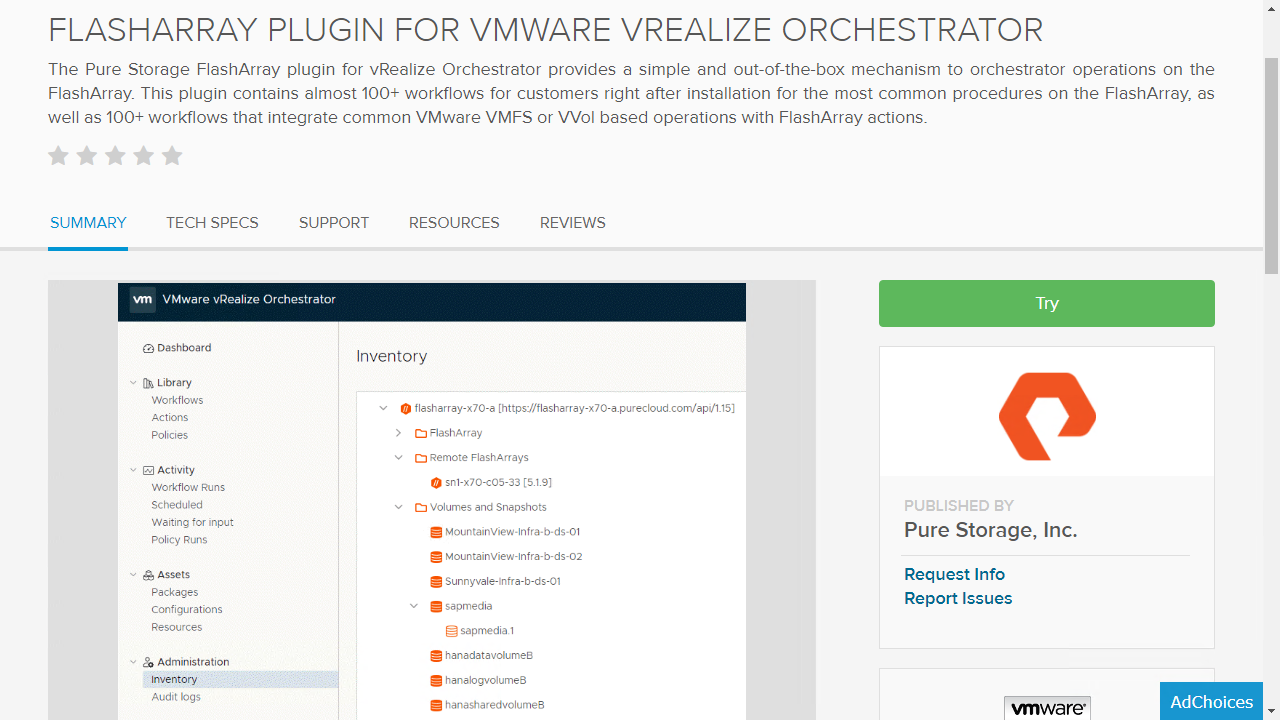 FLASHARRAY PLUGIN FOR VMWARE VREALIZE ORCHESTRATOR
The Pure Storage FlashArray plugin for vRealize Orchestrator provides a simple and out-of-the-box mechanism to orchestrator operations on the
FlashArray. This plugin contains almost 100+ workflows for customers right after installation for the most common procedures on the FlashArray, as
well as 100+ workflows that integrate common VMware VMFS or VVol based operations with FlashArray actions.
SUMMARY TECH SPECS SUPPORT RESOURCES REVIEWS
vm VMware vRealize Orchestrator
Dashboard
Library
Workflows
Actions
Policies
Activity
Workflow Runs
Scheduled
Waiting for input
Policy Runs
Assets
Packages
Configurations
Resources
Administration
Inventory
Audit logs
Inventory
flasharray-x70-a [https://flasharray-x70-a.purecloud.com/api/1.15]
FlashArray
Remote FlashArrays
sn1-x70-c05-33 [5.1.9]
Volumes and Snapshots
MountainView-Infra-b-ds-01
MountainView-Infra-b-ds-02
Sunnyvale-Infra-b-ds-01
sapmedia
sapmedia.1
hanadatavolumeB
hanalogvolumeB
hanasharedvolumeB
Try
PUBLISHED BY
Pure Storage, Inc.
Request Info
Report Issues
vmware
AdChoices